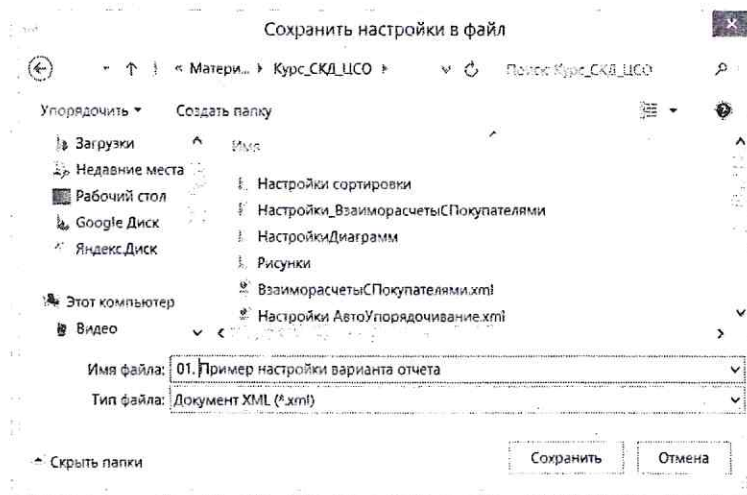 Сохранить настройки в файл
« Матери... Курс_СКД_ЦСО
Поиск: Курс_СКД_ЦСО
Упорядочить Создать папку
Загрузки
Недавние места
Рабочий стол
Google Диск
Яндекс.Диск
Этот компьютер
Видео
Имя
Настройки сортировки
Настройки_ВзаиморасчетыСПокупателями
НастройкиДиаграмм
Рисунки
ВзаиморасчетыСПокупателями.xml
Настройки АвтоУпорядочивание.xml
Имя файла: 01. Пример настройки варианта отчета
Тип файла: Документ XML (*.xml)
Скрыть папки
Сохранить Отмена